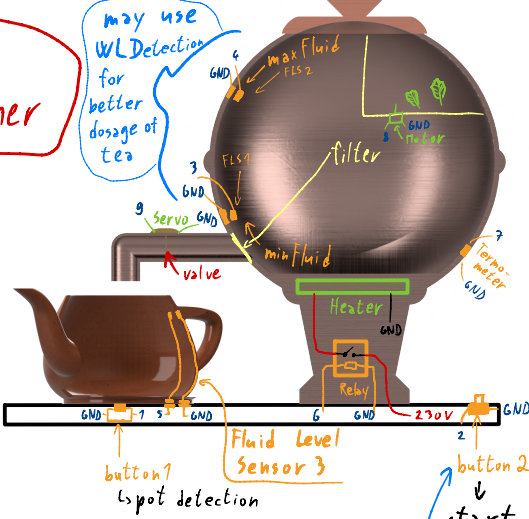 may use
WLDetection
for
better
dosage of
tea
4
GND
maxFluid
FLS2
8
GND
Motor
3
GND
FLS1
filter
9
Servo
GND
valve
minFluid
7
Termo-
meter
GND
Heater
GND
Relay
GND
1
5
GND
6
GND
230V
2
GND
Fluid Level
Sensor 3
button1
↳pot detection
button 2